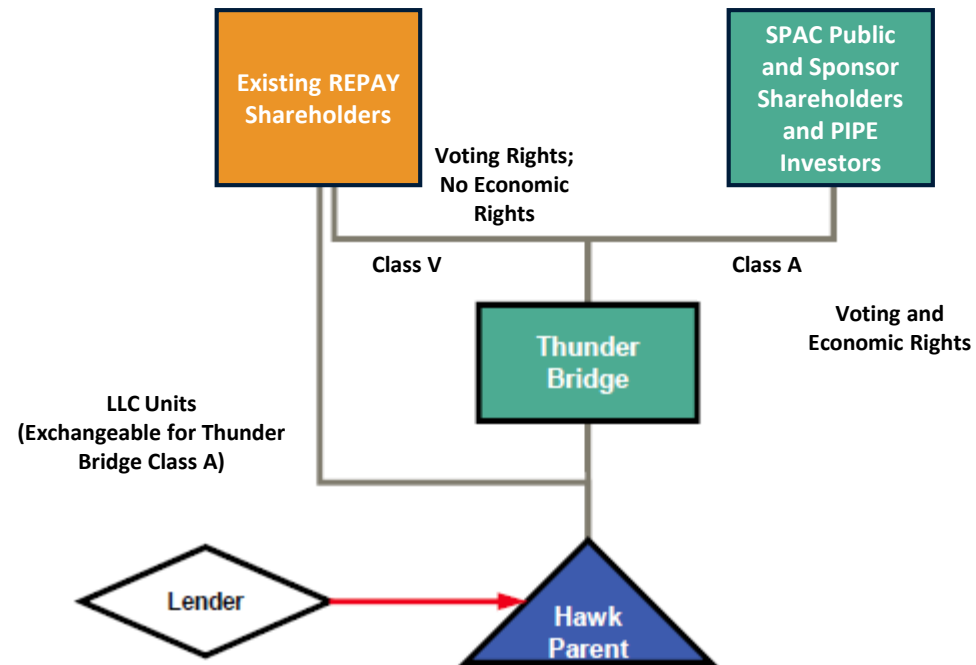 Existing REPAY
Shareholders
SPAC Public
and Sponsor
Shareholders
and PIPE
Investors
Voting Rights;
No Economic
Rights
Class V
Class A
Voting and
Economic Rights
Thunder
Bridge
LLC Units
(Exchangeable for Thunder
Bridge Class A)
Lender
Hawk
Parent